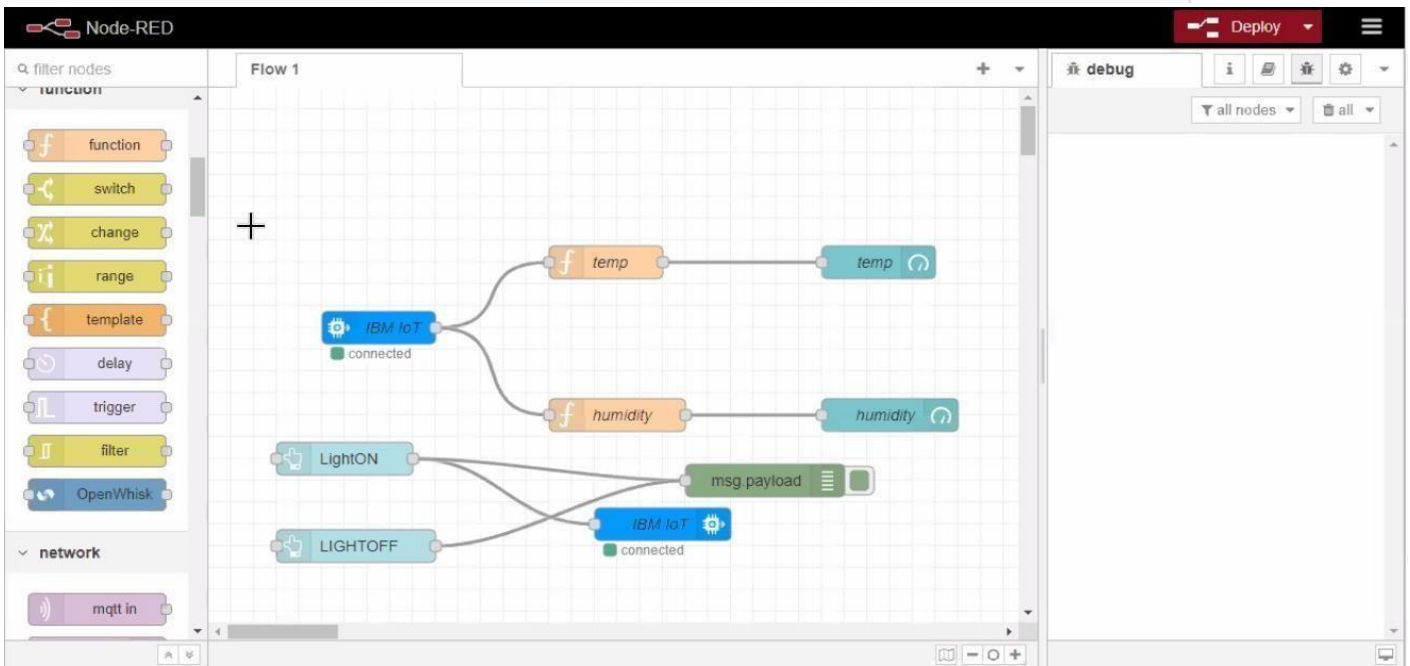 Node-RED
Deploy
filter nodes
function
function
switch
change
range
template
delay
trigger
filter
OpenWhisk
network
mqtt in
Flow 1
temp
temp
IBM IoT
connected
humidity
humidity
LightON
msg.payload
IBM IoT
LIGHTOFF
connected
debug
i
all nodes
all